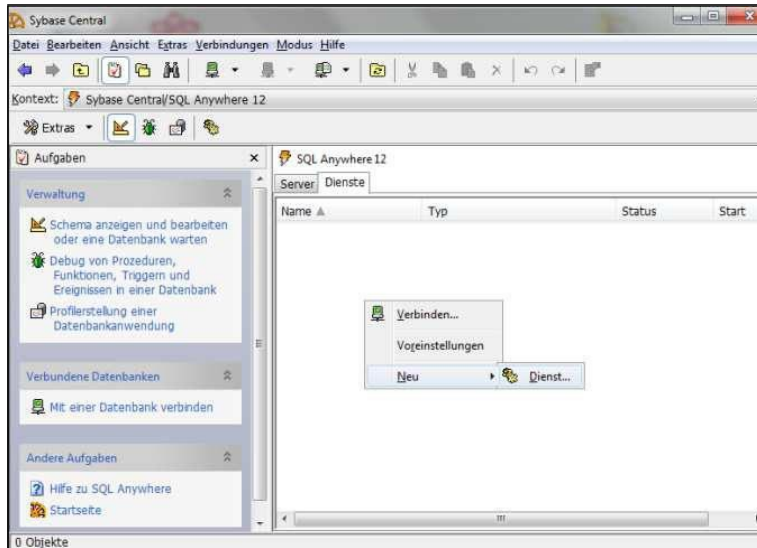 Sybase Central
Datei Bearbeiten Ansicht Extras Verbindungen Modus Hilfe
Kontext: Sybase Central/SQL Anywhere 12
Extras
Aufgaben
Verwaltung
Schema anzeigen und bearbeiten
oder eine Datenbank warten
Debug von Prozeduren,
Funktionen, Triggern und
Ereignissen in einer Datenbank
Profilerstellung einer
Datenbankanwendung
Verbundene Datenbanken
Mit einer Datenbank verbinden
Andere Aufgaben
Hilfe zu SQL Anywhere
Startseite
SQL Anywhere 12
Server Dienste
Name Typ Status Start
Verbinden...
Voreinstellungen
Neu
Dienst...
0 Objekte